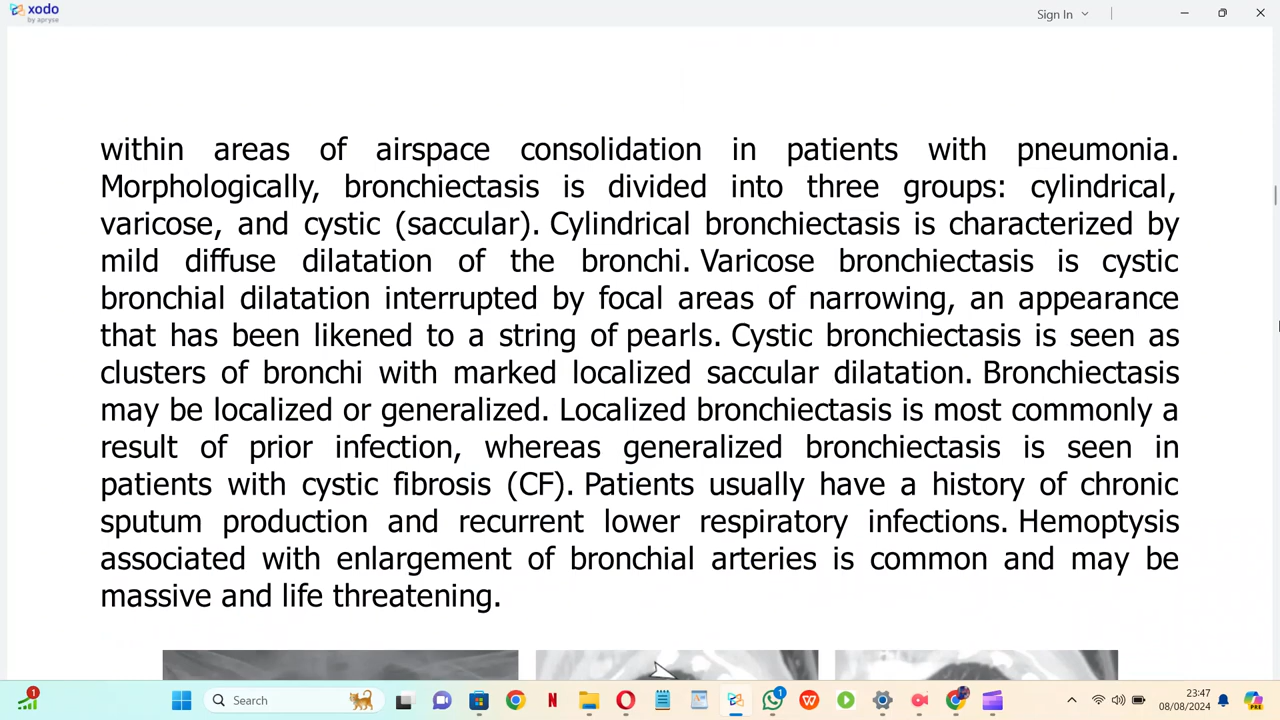 xodo
by apryse
Sign In
within areas of airspace consolidation in patients with pneumonia.
Morphologically, bronchiectasis is divided into three groups: cylindrical,
varicose, and cystic (saccular). Cylindrical bronchiectasis is characterized by
mild diffuse dilatation of the bronchi. Varicose bronchiectasis is cystic
bronchial dilatation interrupted by focal areas of narrowing, an appearance
that has been likened to a string of pearls. Cystic bronchiectasis is seen as
clusters of bronchi with marked localized saccular dilatation. Bronchiectasis
may be localized or generalized. Localized bronchiectasis is most commonly a
result of prior infection, whereas generalized bronchiectasis is seen in
patients with cystic fibrosis (CF). Patients usually have a history of chronic
sputum production and recurrent lower respiratory infections. Hemoptysis
associated with enlargement of bronchial arteries is common and may be
massive and life threatening.
1
Search
N
1
W
23:47
08/08/2024
PRE